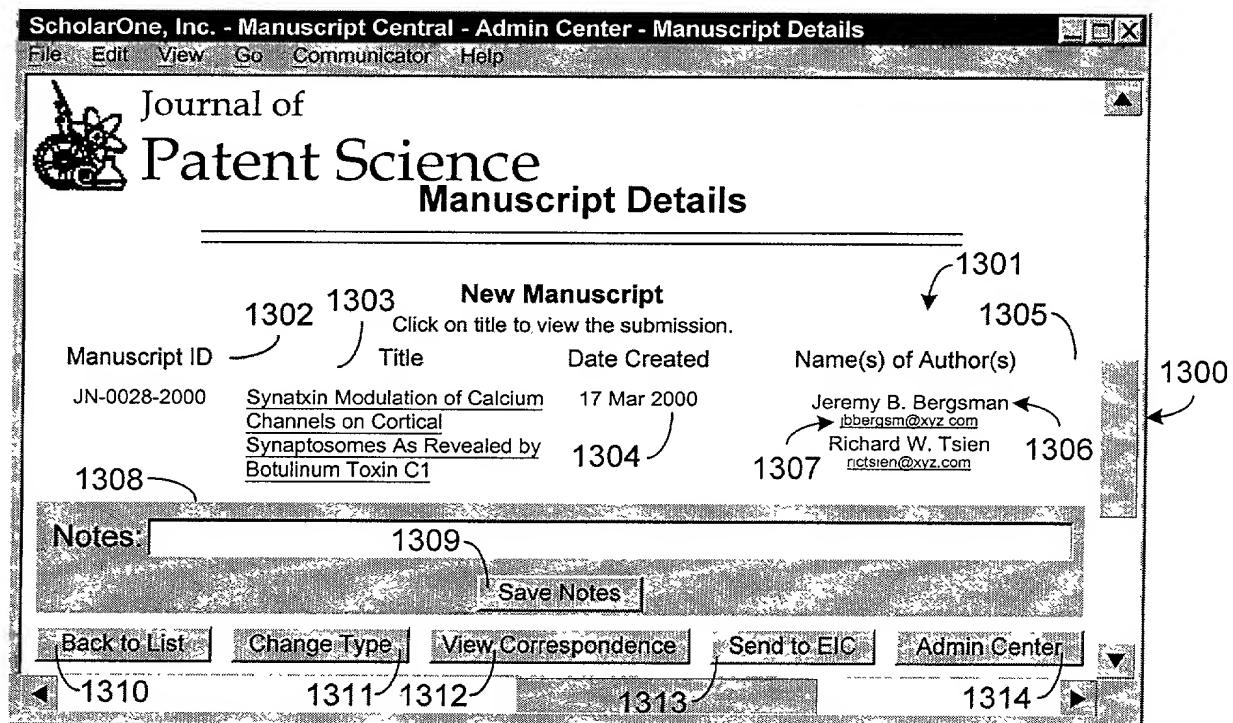 ScholarOne, Inc. - Manuscript Central - Admin Center - Manuscript Details
File Edit View Go Communicator Help
Journal of
Patent Science
Manuscript Details
1301
New Manuscript
1302 1303 1305
Click on title to view the submission.
Manuscript ID Title Date Created Name(s) of Author(s)
1300
JN-0028-2000 Synatxin Modulation of Calcium 17 Mar 2000 Jeremy B. Bergsman
Channels on Cortical jbbergsm@xyz com
Synaptosomes As Revealed by 1304 1307 Richard W. Tsien 1306
Botulinum Toxin C1 rictsien@xyz.com
1308
Notes: 1309
Save Notes
Back to List Change Type View Correspondence Send to EIC Admin Center
1310 1311 1312 1313 1314